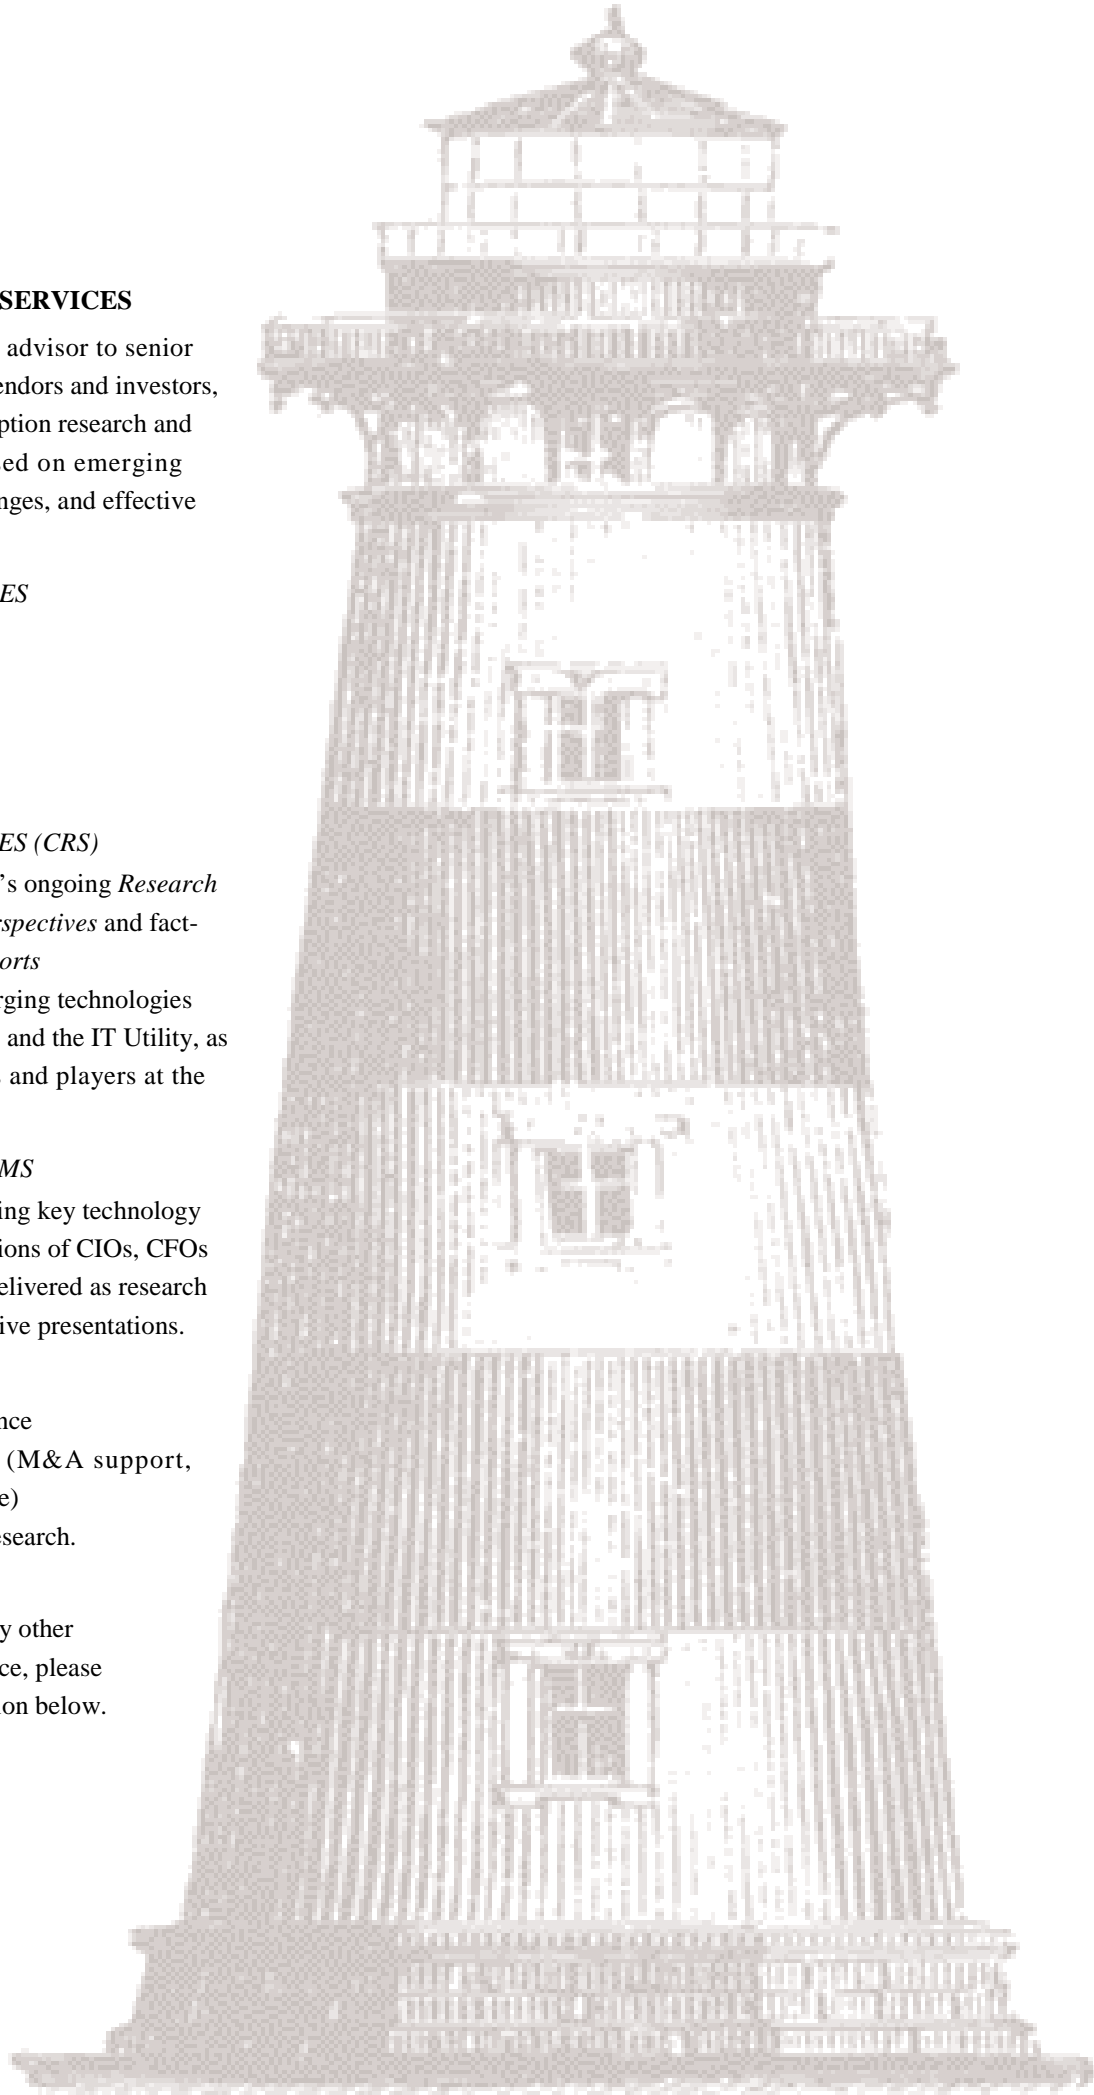 SERVICES
advisor to senior
endors and investors,
ption research and
ed on emerging
nges, and effective
ES
ES (CRS)
's ongoing Research
rspectives and fact-
orts
rging technologies
and the IT Utility, as
and players at the
MS
ing key technology
ions of CIOs, CFOs
elivered as research
ive presentations.
nce
(M&A support,
e)
esearch.
y other
ce, please
ion below.